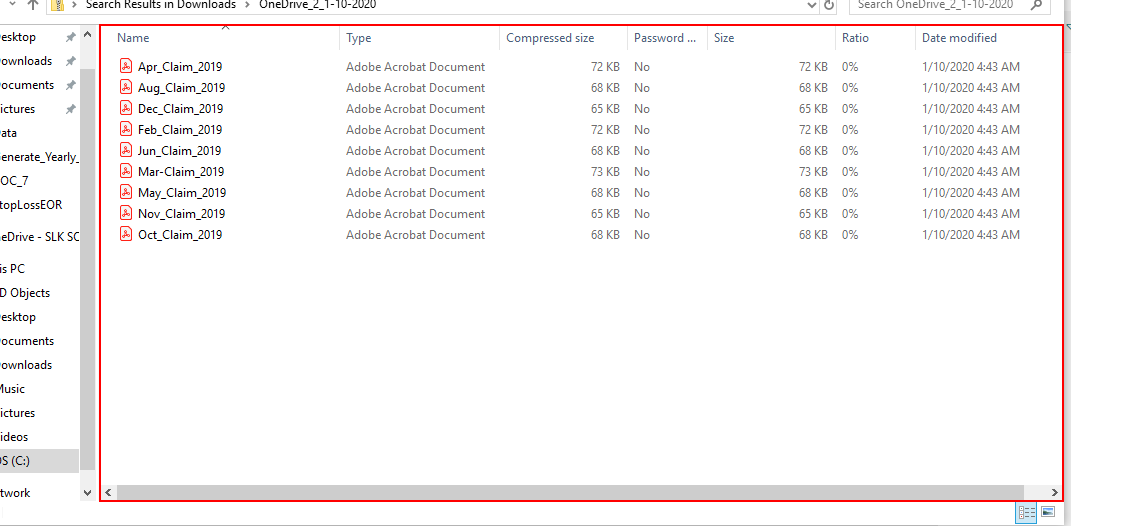 Search Results in Downloads > OneDrive_2_1-10-2020
Search OneDrive_2_1-10-2020
esktop
ownloads
ocuments
ictures
ata
enerate_Yearly_
OC_7
topLossEOR
eDrive - SLK SC
is PC
D Objects
esktop
ocuments
ownloads
Music
ictures
ideos
OS (C:)
twork
Name Type Compressed size Password ... Size Ratio Date modified
Apr_Claim_2019 Adobe Acrobat Document 72 KB No 72 KB 0% 1/10/2020 4:43 AM
Aug_Claim_2019 Adobe Acrobat Document 68 KB No 68 KB 0% 1/10/2020 4:43 AM
Dec_Claim_2019 Adobe Acrobat Document 65 KB No 65 KB 0% 1/10/2020 4:43 AM
Feb_Claim_2019 Adobe Acrobat Document 72 KB No 72 KB 0% 1/10/2020 4:43 AM
Jun_Claim_2019 Adobe Acrobat Document 68 KB No 68 KB 0% 1/10/2020 4:43 AM
Mar-Claim_2019 Adobe Acrobat Document 73 KB No 73 KB 0% 1/10/2020 4:43 AM
May_Claim_2019 Adobe Acrobat Document 68 KB No 68 KB 0% 1/10/2020 4:43 AM
Nov_Claim_2019 Adobe Acrobat Document 65 KB No 65 KB 0% 1/10/2020 4:43 AM
Oct_Claim_2019 Adobe Acrobat Document 68 KB No 68 KB 0% 1/10/2020 4:43 AM